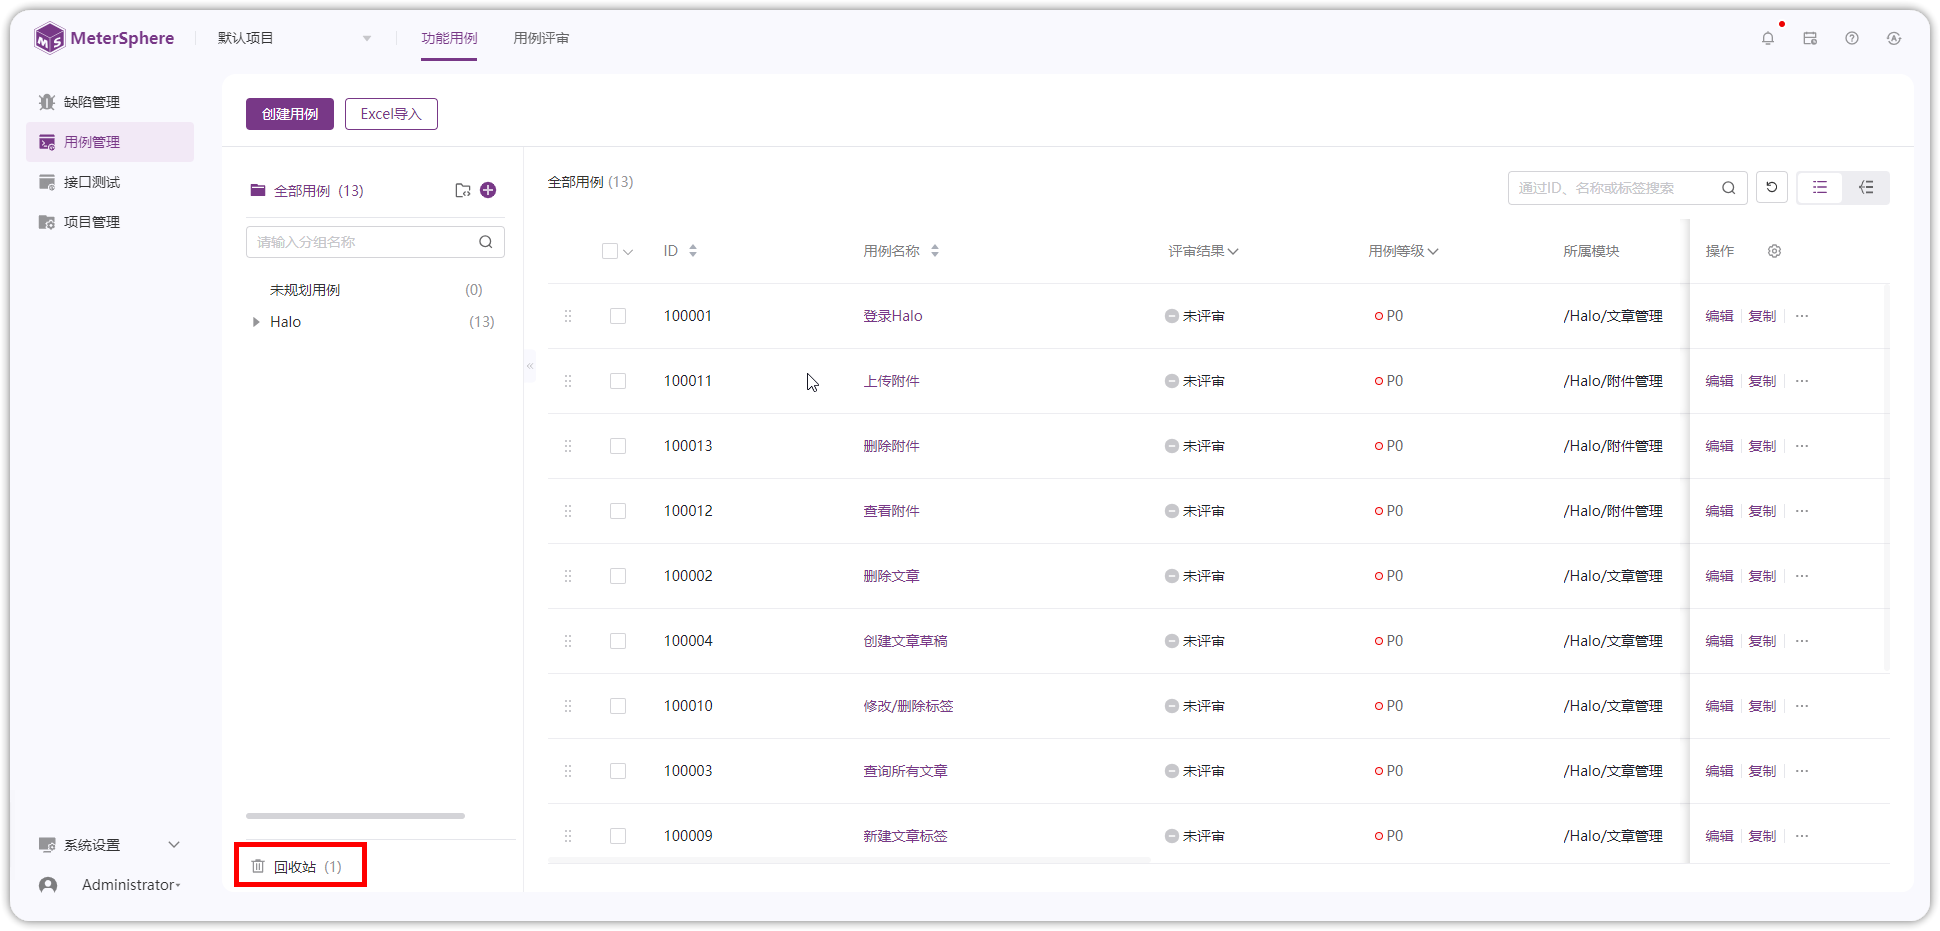 MeterSphere 默认项目 功能用例 用例评审
缺陷管理
用例管理
接口测试
项目管理
系统设置
Administrator
创建用例 Excel导入
全部用例 (13)
请输入分组名称
未规划用例 (0)
Halo (13)
回收站 (1)
全部用例 (13)
通过ID、名称或标签搜索
ID 用例名称 评审结果 用例等级 所属模块 操作
100001 登录Halo 未评审 P0 /Halo/文章管理 编辑 复制 ···
100011 上传附件 未评审 P0 /Halo/附件管理 编辑 复制 ···
100013 删除附件 未评审 P0 /Halo/附件管理 编辑 复制 ···
100012 查看附件 未评审 P0 /Halo/附件管理 编辑 复制 ···
100002 删除文章 未评审 P0 /Halo/文章管理 编辑 复制 ···
100004 创建文章草稿 未评审 P0 /Halo/文章管理 编辑 复制 ···
100010 修改/删除标签 未评审 P0 /Halo/文章管理 编辑 复制 ···
100003 查询所有文章 未评审 P0 /Halo/文章管理 编辑 复制 ···
100009 新建文章标签 未评审 P0 /Halo/文章管理 编辑 复制 ···